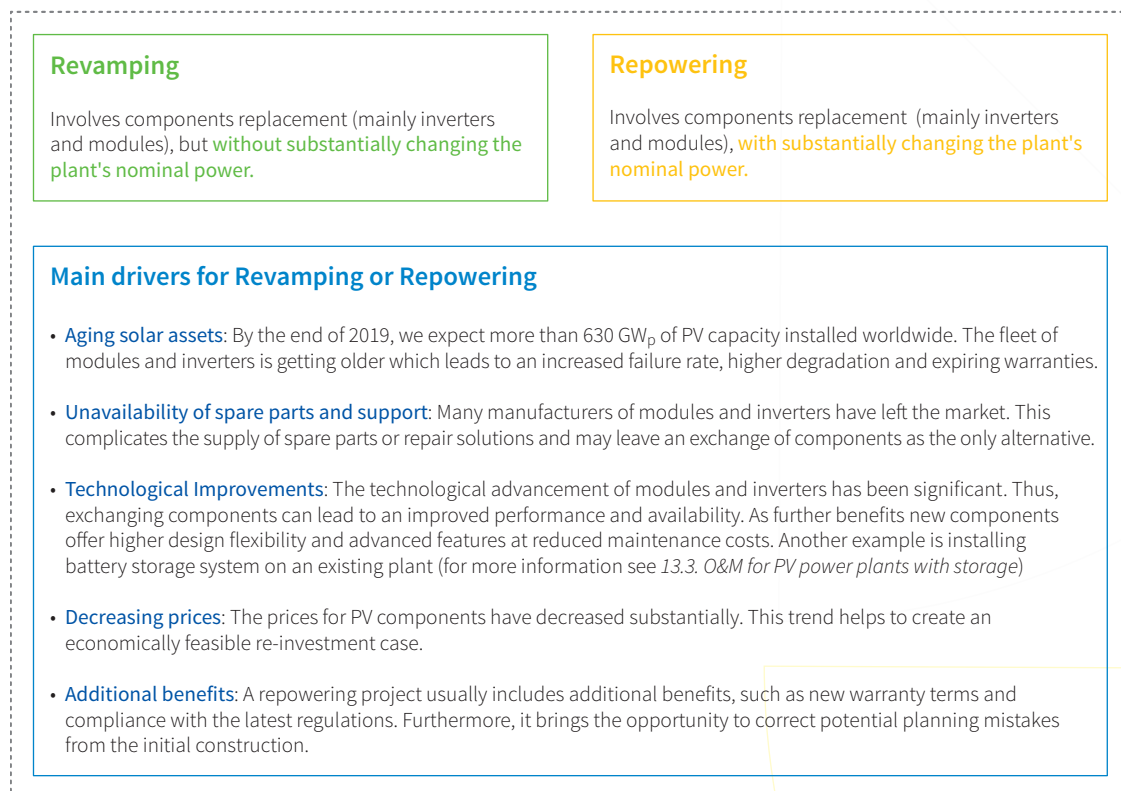 Revamping
Involves components replacement (mainly inverters
and modules), but without substantially changing the
plant's nominal power.
Repowering
Involves components replacement (mainly inverters
and modules), with substantially changing the plant's
nominal power.
Main drivers for Revamping or Repowering
• Aging solar assets: By the end of 2019, we expect more than 630 GWp of PV capacity installed worldwide. The fleet of
modules and inverters is getting older which leads to an increased failure rate, higher degradation and expiring warranties.
• Unavailability of spare parts and support: Many manufacturers of modules and inverters have left the market. This
complicates the supply of spare parts or repair solutions and may leave an exchange of components as the only alternative.
• Technological Improvements: The technological advancement of modules and inverters has been significant. Thus,
exchanging components can lead to an improved performance and availability. As further benefits new components
offer higher design flexibility and advanced features at reduced maintenance costs. Another example is installing
battery storage system on an existing plant (for more information see 13.3. O&M for PV power plants with storage)
• Decreasing prices: The prices for PV components have decreased substantially. This trend helps to create an
economically feasible re-investment case.
• Additional benefits: A repowering project usually includes additional benefits, such as new warranty terms and
compliance with the latest regulations. Furthermore, it brings the opportunity to correct potential planning mistakes
from the initial construction.